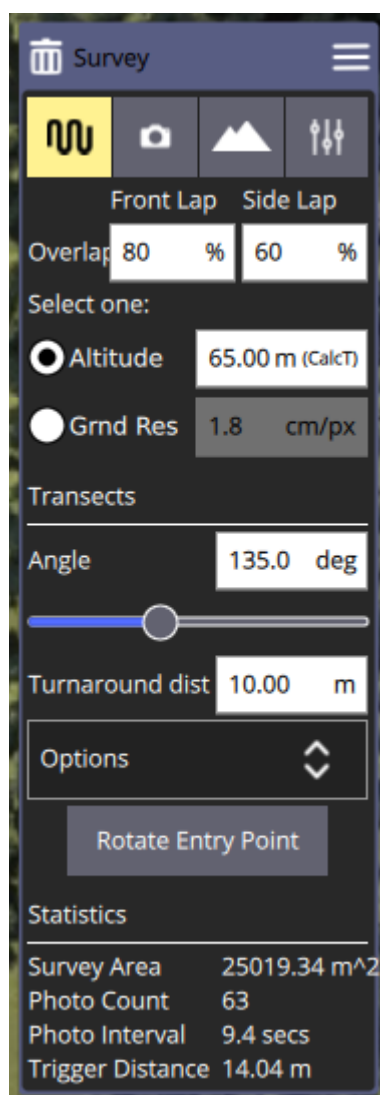 Survey
Front Lap Side Lap
Overlap 80 % 60 %
Select one:
Altitude 65.00 m (CalcT)
Grnd Res 1.8 cm/px
Transects
Angle 135.0 deg
Turnaround dist 10.00 m
Options
Rotate Entry Point
Statistics
Survey Area 25019.34 m^2
Photo Count 63
Photo Interval 9.4 secs
Trigger Distance 14.04 m